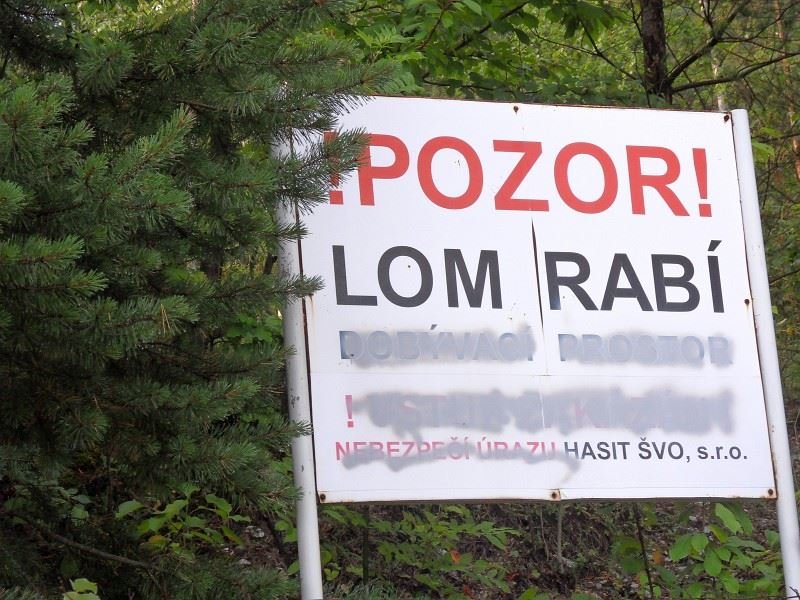 !POZOR!
LOM RABÍ
DOBÝVACÍ PROSTOR
!
NEBEZPEČÍ ÚRAZU HASIT ŠVO, s.r.o.